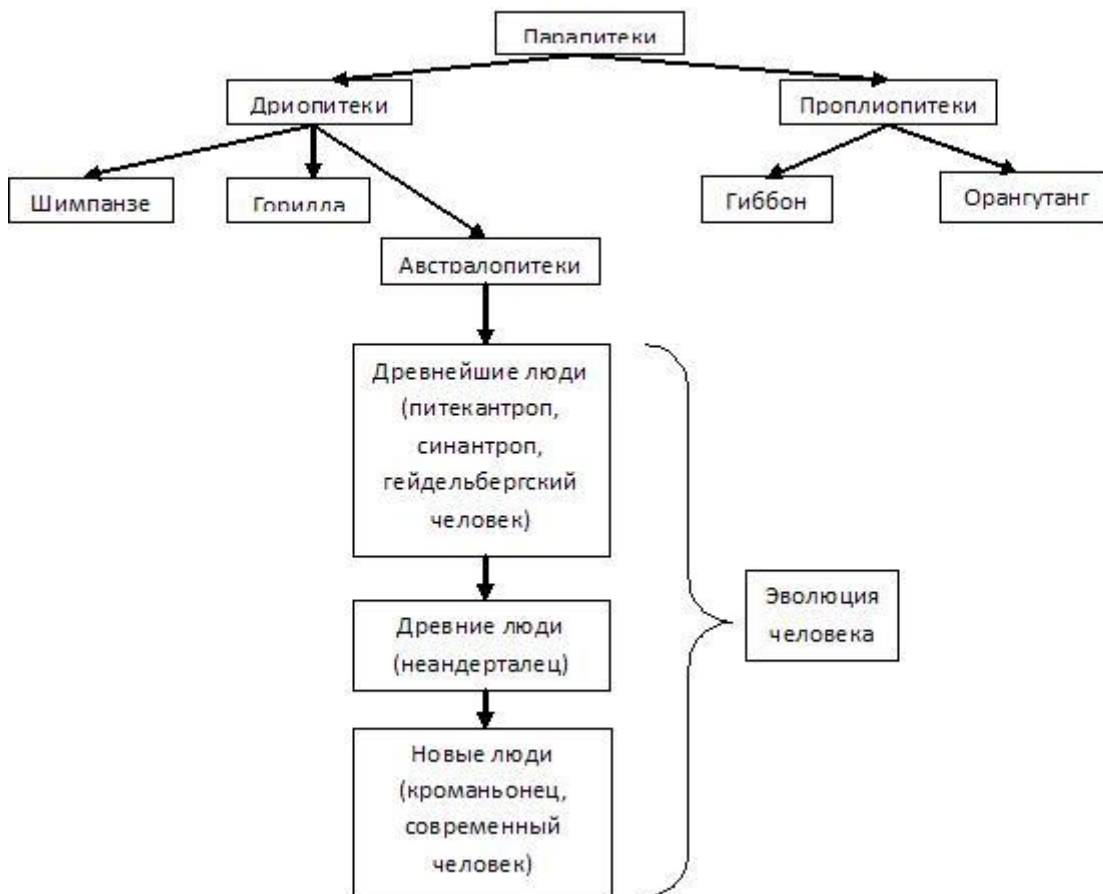 Парапитеки
Дриопитеки
Проплиопитеки
Шимпанзе
Горилла
Гиббон
Орангутанг
Австралопитеки
Древнейшие люди
(питекантроп,
синантроп,
гейдельбергский
человек)
Эволюция
человека
Древние люди
(неандерталец)
Новые люди
(кроманьонец,
современный
человек)